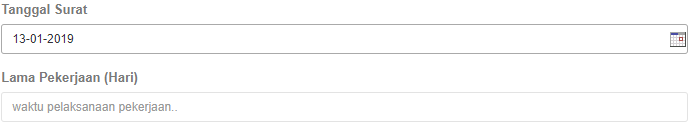 Tanggal Surat
13-01-2019
Lama Pekerjaan (Hari)
waktu pelaksanaan pekerjaan..